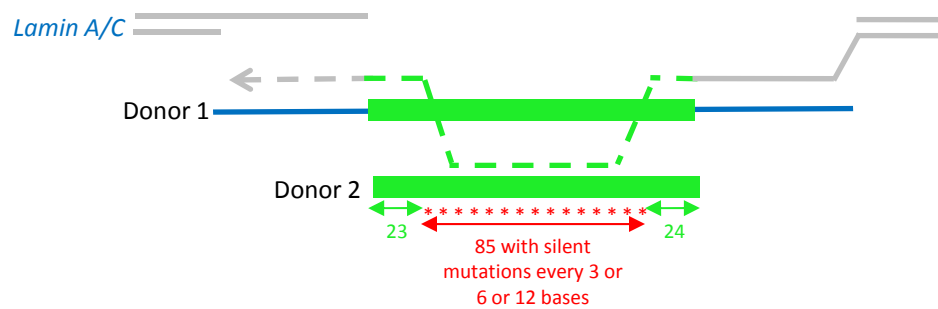 Lamin A/C
Donor 1
Donor 2
* * * * * * * * * * * * * * *
23
24
85 with silent
mutations every 3 or
6 or 12 bases